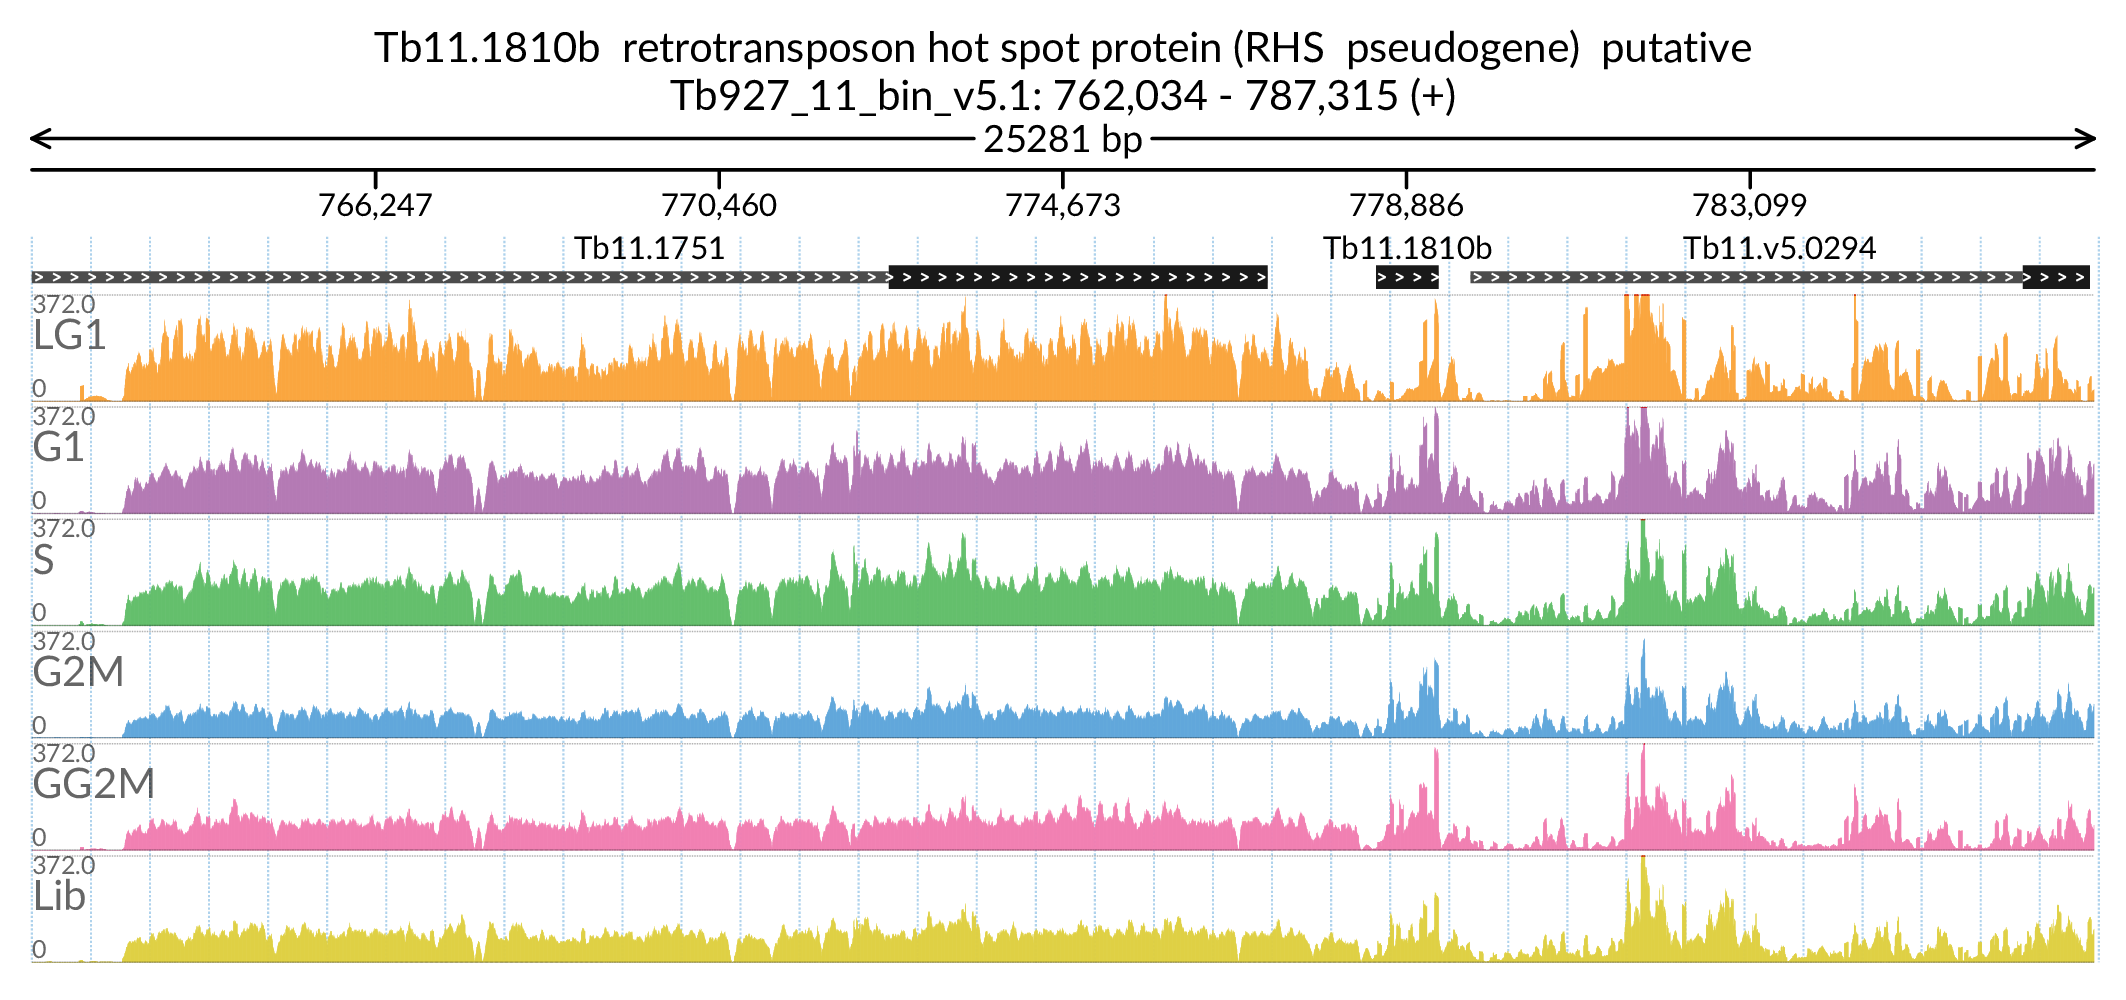 Tb11.1810b  retrotransposon hot spot protein (RHS  pseudogene)  putative
Tb927_11_bin_v5.1: 762,034 - 787,315 (+)
25281 bp
766,247 770,460 774,673 778,886 783,099
Tb11.1751 Tb11.1810b Tb11.v5.0294
372.0
LG1
0
372.0
G1
0
372.0
S
0
372.0
G2M
0
372.0
GG2M
0
372.0
Lib
0